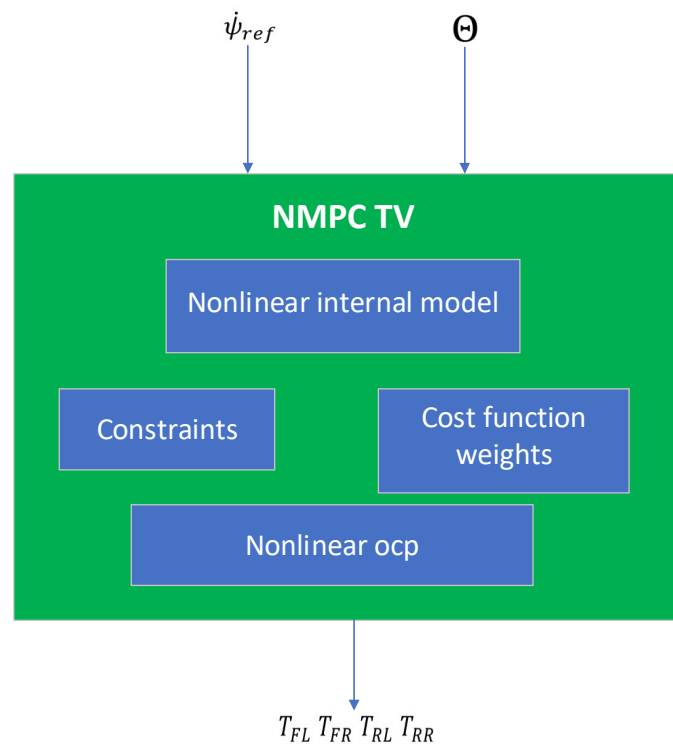 ψ̇_ref Θ
NMPC TV
Nonlinear internal model
Constraints
Cost function
weights
Nonlinear ocp
T_FL T_FR T_RL T_RR